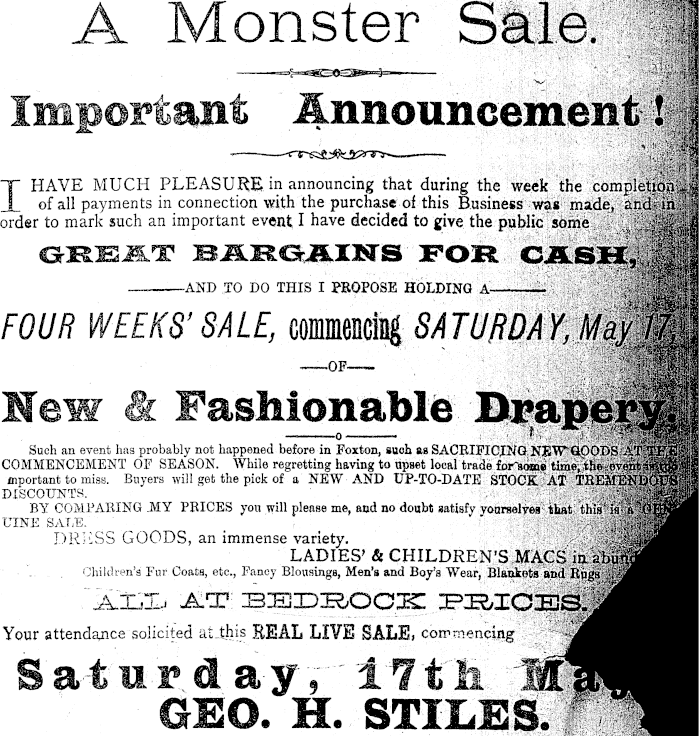 A Monster Sale.
Important Announcement!
I HAVE MUCH PLEASURE in announcing that during the week the completion
of all payments in connection with the purchase of this Business was made, and in
order to mark such an important event I have decided to give the public some
GREAT BARGAINS FOR CASH,
AND TO DO THIS I PROPOSE HOLDING A
FOUR WEEKS' SALE, commencing SATURDAY, May 17,
OF
New & Fashionable Drapery.
Such an event has probably not happened before in Foxton, such as SACRIFICING NEW GOODS AT THE
COMMENCEMENT OF SEASON. While regretting having to upset local trade for some time, the event is
mportant to miss. Buyers will get the pick of a NEW AND UP-TO-DATE STOCK AT TREMENDOUS
DISCOUNTS.
BY COMPARING MY PRICES you will please me, and no doubt satisfy yourselves that this is a GEN
UINE SALE.
DRESS GOODS, an immense variety.
LADIES' & CHILDREN'S MACS in abun
Children's Fur Coats, etc., Fancy Blousings, Men's and Boy's Wear, Blankets and Rugs
ALL AT BEDROCK PRICES.
Your attendance solicited at this REAL LIVE SALE, commencing
Saturday, 17th May
GEO. H. STILES.